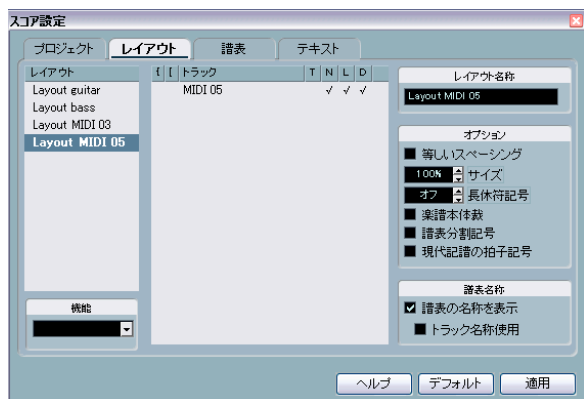 スコア設定
プロジェクト レイアウト 譜表 テキスト
レイアウト
Layout guitar
Layout bass
Layout MIDI 03
Layout MIDI 05
機能
{ [ トラック T N L D
MIDI 05 ✓ ✓ ✓
レイアウト名称
Layout MIDI 05
オプション
等しいスペーシング
100% サイズ
オフ 長休符記号
楽譜本体裁
譜表分割記号
現代記譜の拍子記号
譜表名称
譜表の名称を表示
トラック名称使用
ヘルプ デフォルト 適用